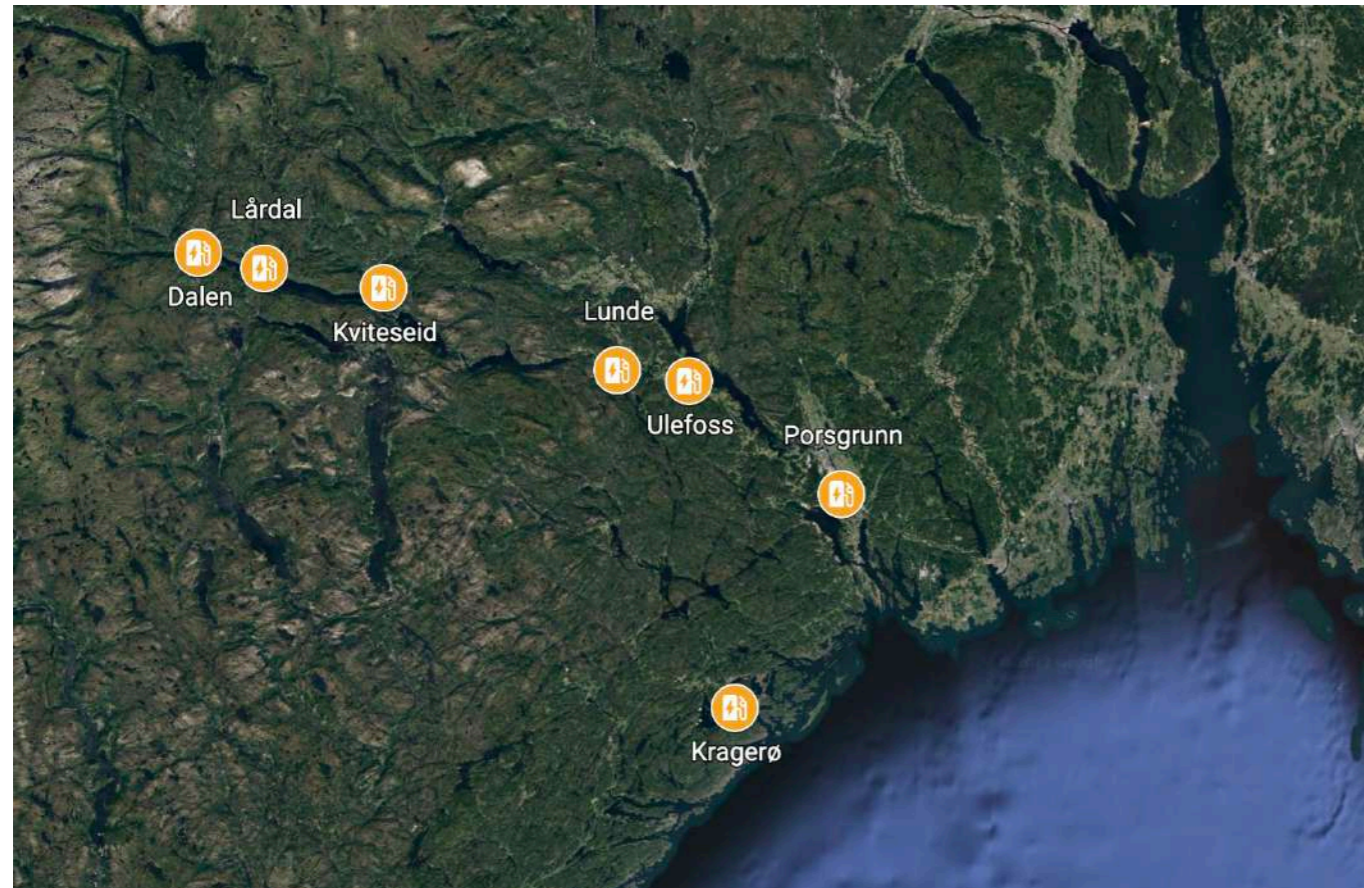 Lårdal
Dalen
Kviteseid
Lunde
Ulefoss
Porsgrunn
Kragerø